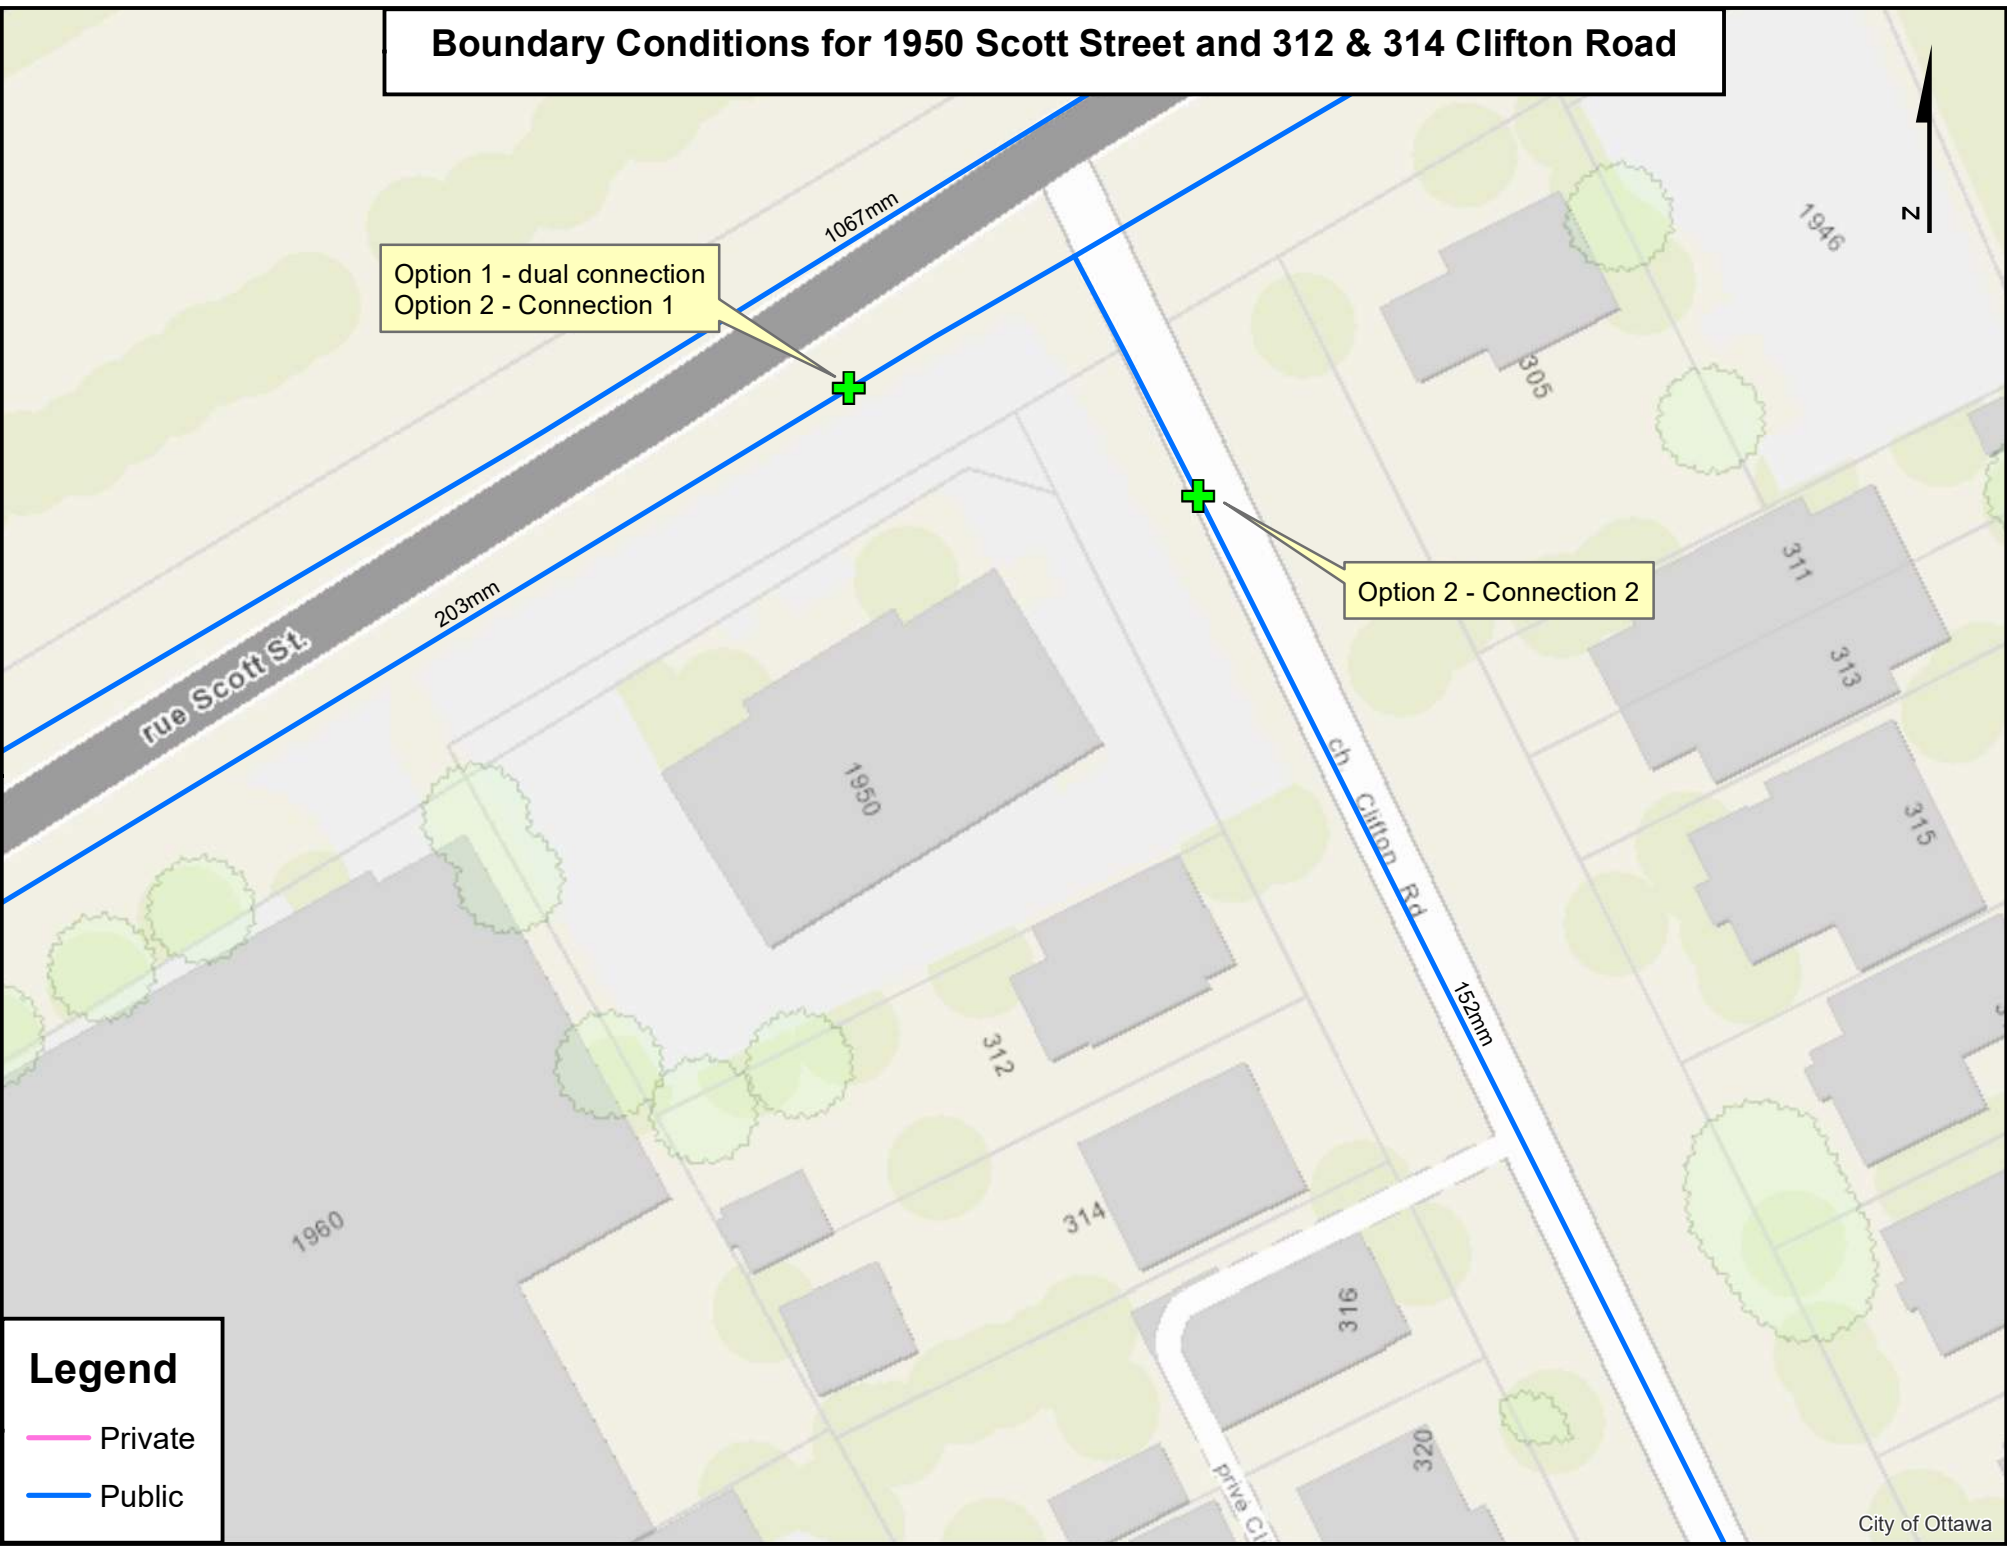 Boundary Conditions for 1950 Scott Street and 312 & 314 Clifton Road
N
1067mm
1946
Option 1 - dual connection
Option 2 - Connection 1
305
Option 2 - Connection 2
311
203mm
rue Scott St.
313
ch Clifton Rd
1950
315
152mm
312
314
1960
316
320
Legend
Private
Public
privé
City of Ottawa